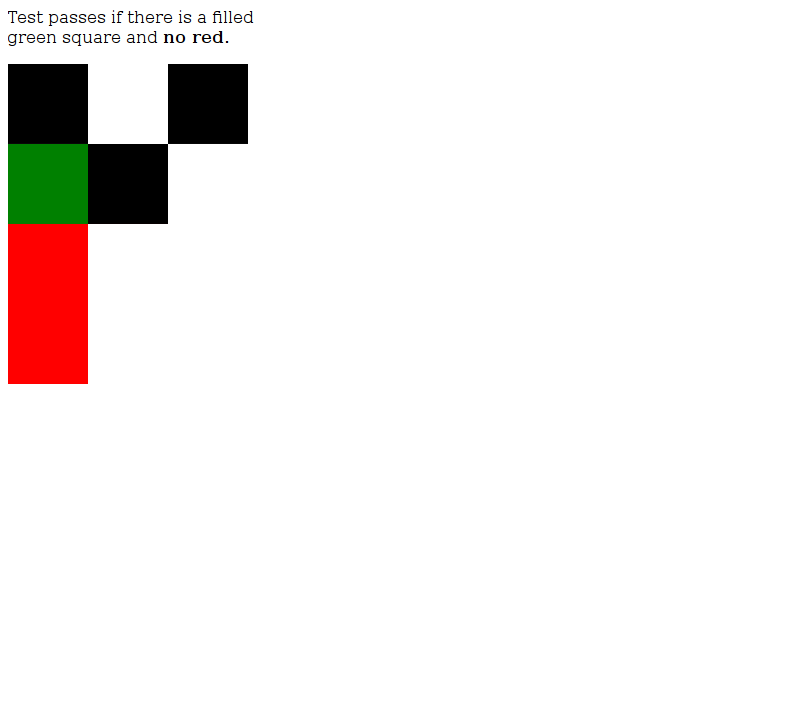 Test passes if there is a filled
green square and no red.